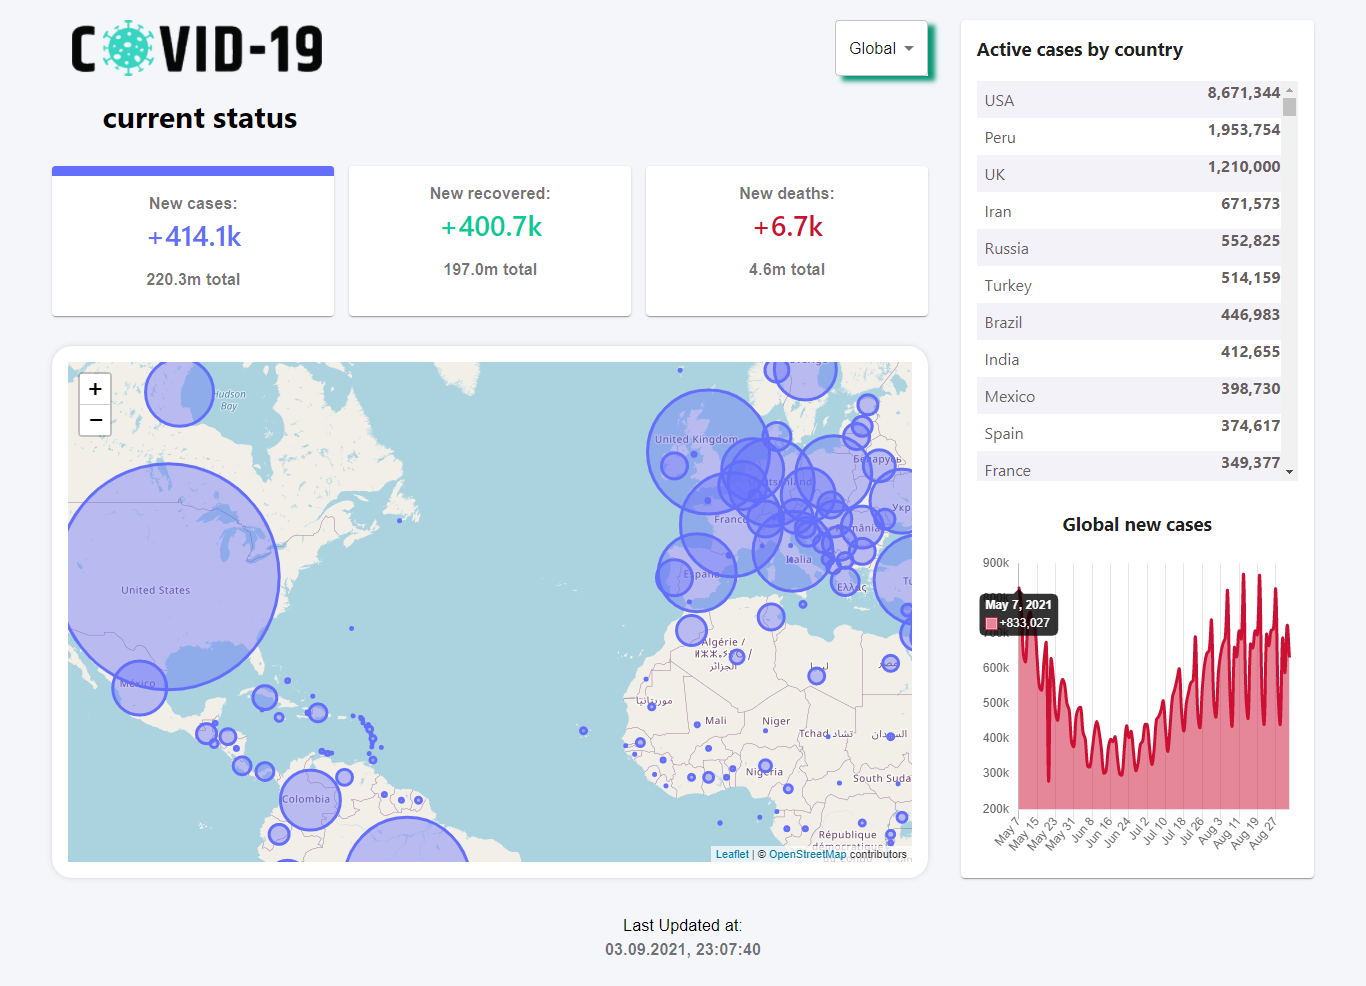 COVID-19
current status
Global
New cases:
+414.1k
220.3m total
New recovered:
+400.7k
197.0m total
New deaths:
+6.7k
4.6m total
+
−
Hudson
Bay
United States
México
Colombia
United Kingdom
Deutschland
Беларусь
France
România
España
Italia
Ελλάς
Algérie /
الجزائر
ليبيا
مصر
موريتانيا
Mali
Niger
Tchad تشاد
السودان
Nigeria
South Suda
République
démocratique
Leaflet | © OpenStreetMap contributors
Active cases by country
USA 8,671,344
Peru 1,953,754
UK 1,210,000
Iran 671,573
Russia 552,825
Turkey 514,159
Brazil 446,983
India 412,655
Mexico 398,730
Spain 374,617
France 349,377
Global new cases
900k
800k
700k
600k
500k
400k
300k
200k
May 7, 2021
+833,027
May 7
May 15
May 23
May 31
Jun 8
Jun 16
Jun 24
Jul 2
Jul 10
Jul 18
Jul 26
Aug 3
Aug 11
Aug 19
Aug 27
Last Updated at:
03.09.2021, 23:07:40